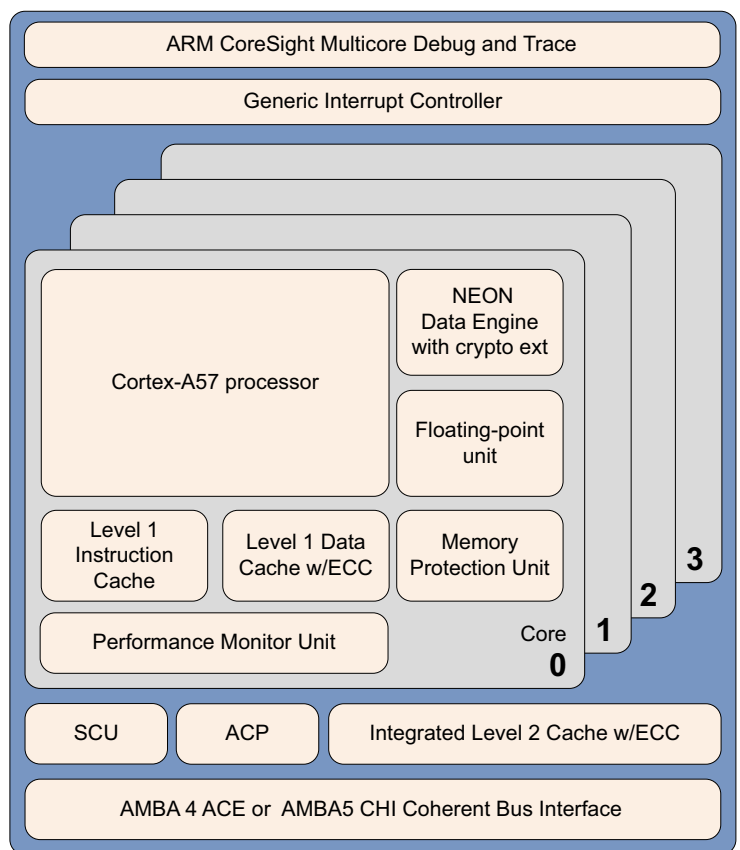 ARM CoreSight Multicore Debug and Trace
Generic Interrupt Controller
Cortex-A57 processor
NEON
Data Engine
with crypto ext
Floating-point
unit
Level 1
Instruction
Cache
Level 1 Data
Cache w/ECC
Memory
Protection Unit
Performance Monitor Unit
Core
0
1
2
3
SCU
ACP
Integrated Level 2 Cache w/ECC
AMBA 4 ACE or AMBA5 CHI Coherent Bus Interface